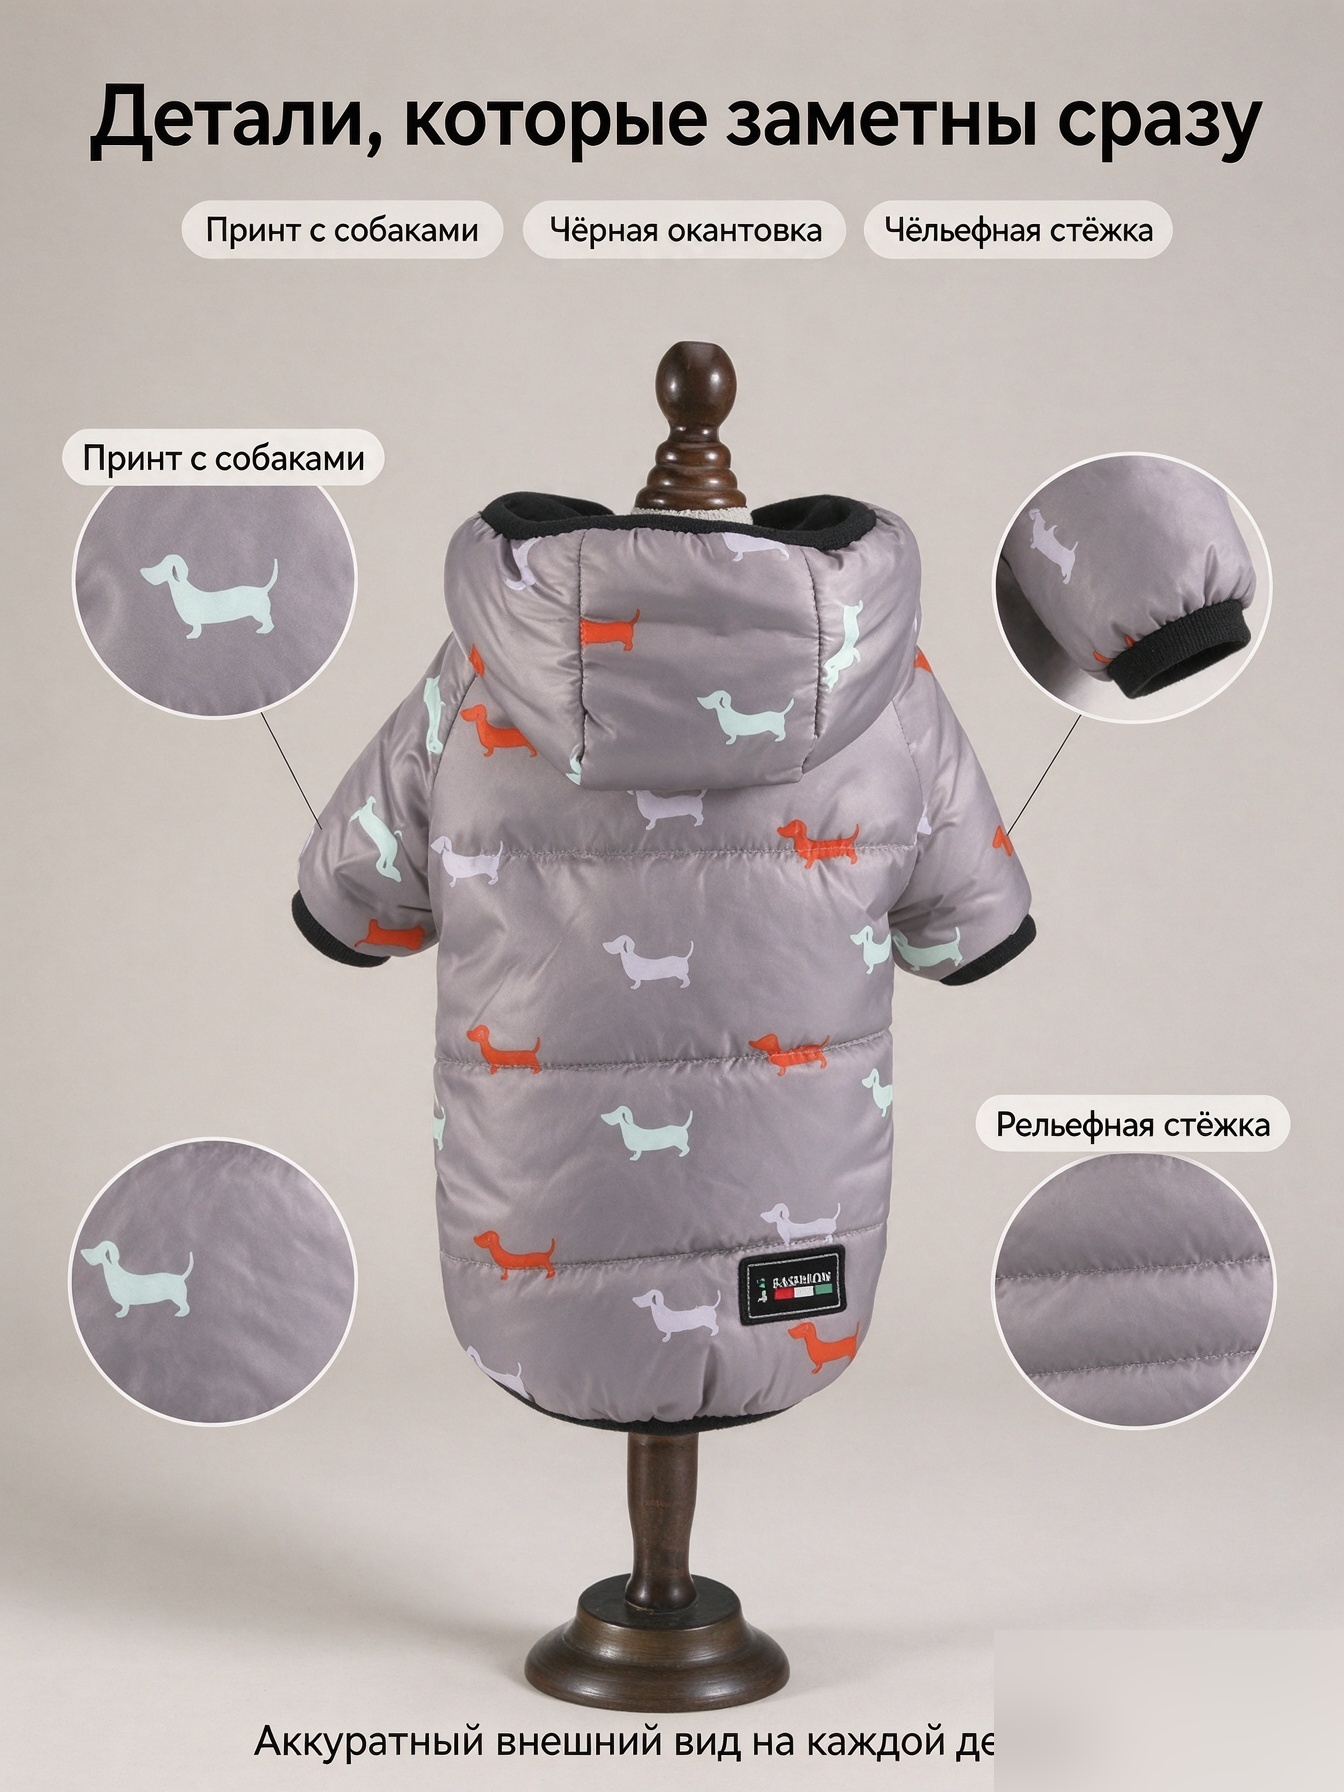 Детали, которые заметны сразу
Принт с собаками
Чёрная окантовка
Чёльефная стёжка
Принт с собаками
Рельефная стёжка
FASHION
Аккуратный внешний вид на каждой